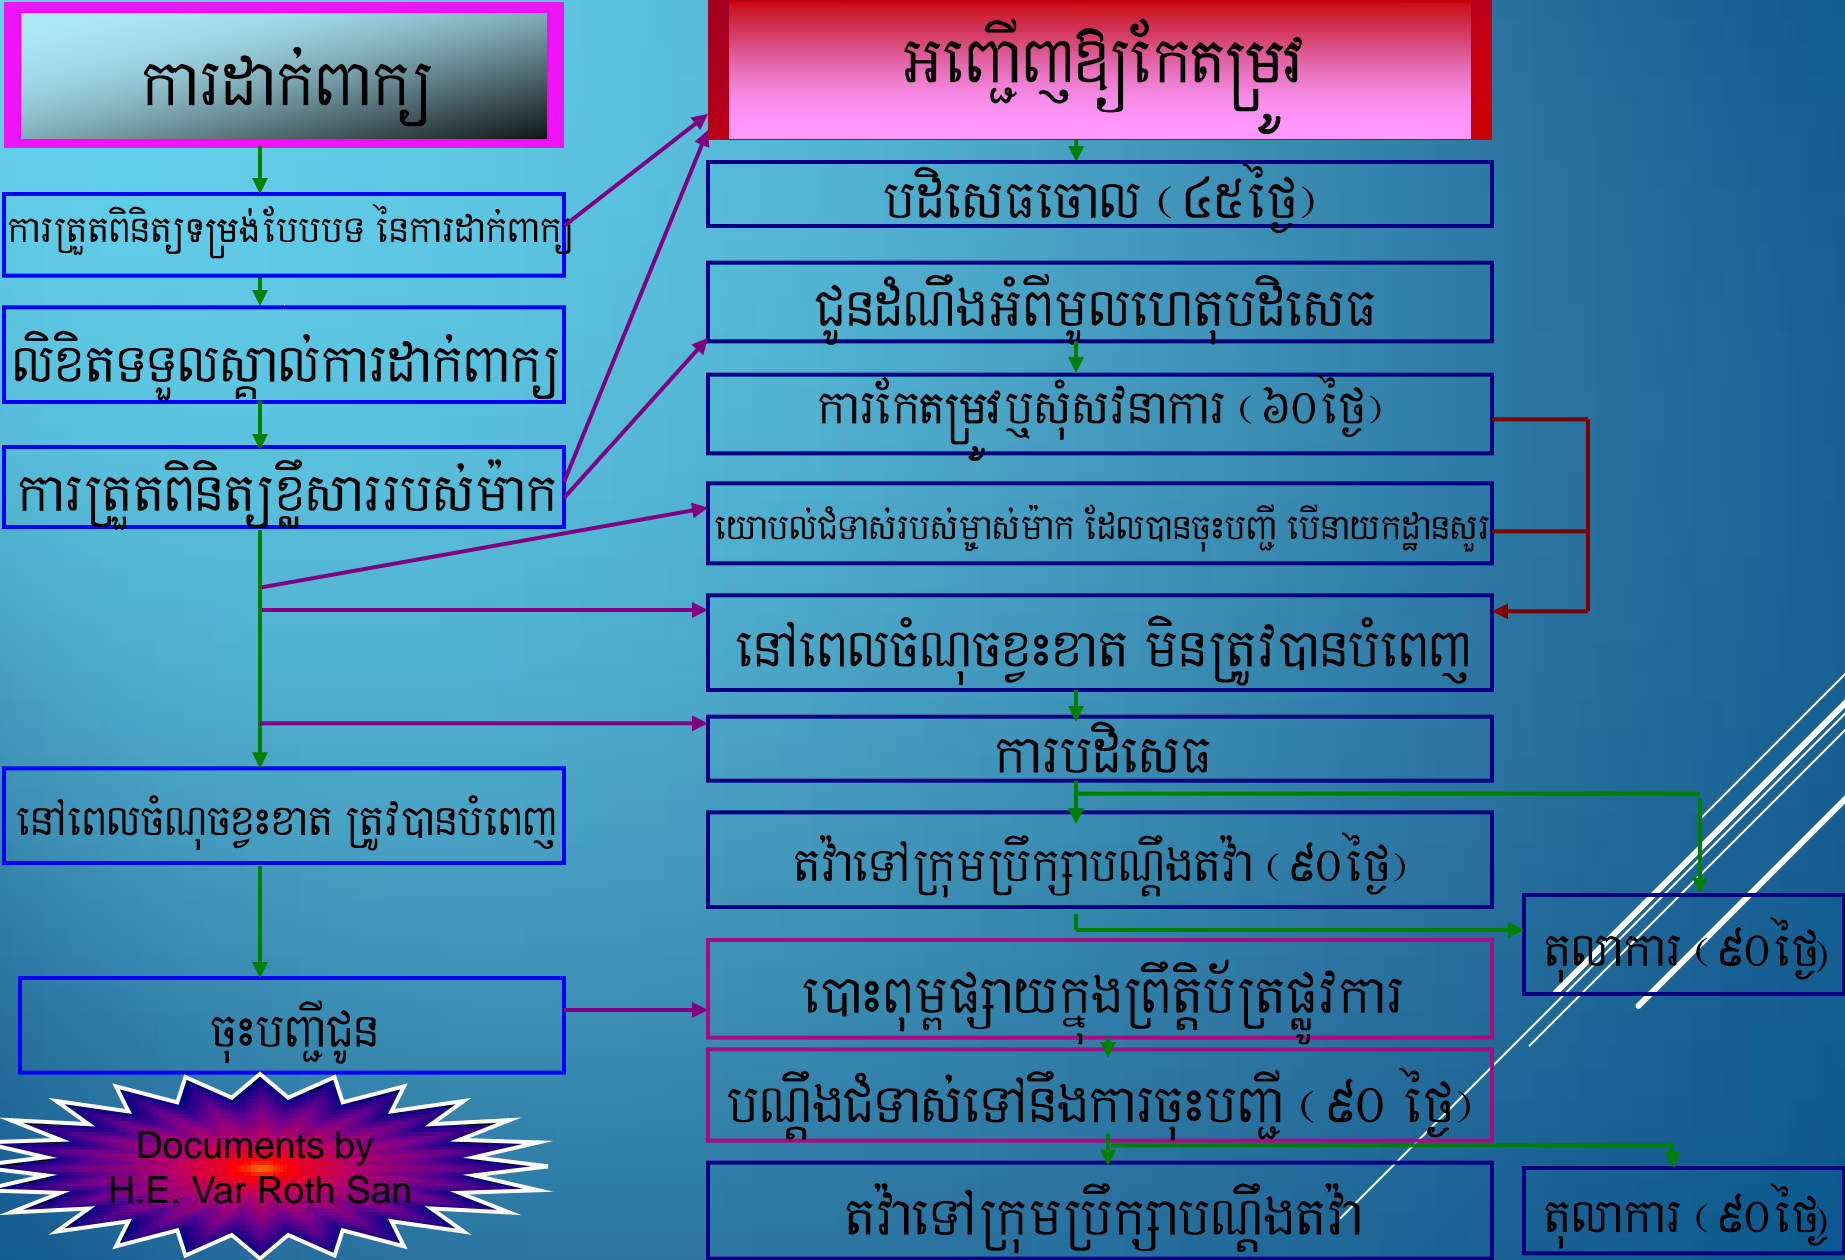 ការដាក់ពាក្យ
ការត្រួតពិនិត្យទម្រង់បែបបទ នៃការដាក់ពាក្យ
លិខិតទទួលស្គាល់ការដាក់ពាក្យ
ការត្រួតពិនិត្យខ្លឹសាររបស់ម៉ាក
នៅពេលចំណុចខ្វះខាត ត្រូវបានបំពេញ
ចុះបញ្ជីជូន
Documents by
H.E. Var Roth San
អញ្ជើញឱ្យកែតម្រូវ
បដិសេធចោល (៤៥ថ្ងៃ)
ជូនដំណឹងអំពីមូលហេតុបដិសេធ
ការកែតម្រូវឬសុំសវនាការ (៦០ថ្ងៃ)
យោបល់ជំទាស់របស់ម្ចាស់ម៉ាក ដែលបានចុះបញ្ជី បើនាយកដ្ឋានសួរ
នៅពេលចំណុចខ្វះខាត មិនត្រូវបានបំពេញ
ការបដិសេធ
តវ៉ាទៅក្រុមប្រឹក្សាបណ្តឹងតវ៉ា (៩០ថ្ងៃ)
តុលាការ (៩០ថ្ងៃ)
បោះពុម្ពផ្សាយក្នុងព្រឹត្តិប័ត្រផ្លូវការ
បណ្តឹងជំទាស់ទៅនឹងការចុះបញ្ជី (៩០ ថ្ងៃ)
តវ៉ាទៅក្រុមប្រឹក្សាបណ្តឹងតវ៉ា
តុលាការ (៩០ថ្ងៃ)